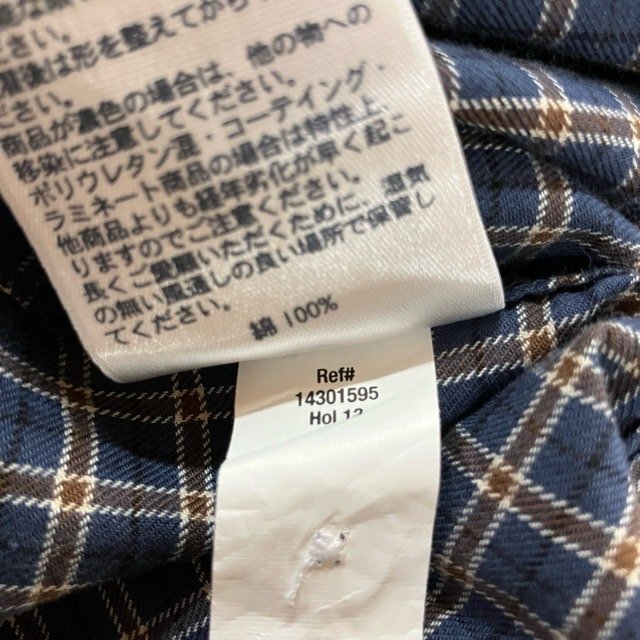 さい。
形を整えてから
さい。
商品が濃色の場合は、他の物への
移染に注意してください。
ポリウレタン混・コーティング・
ラミネート商品の場合は特性上
他商品よりも経年劣化が早く起こ
りますのでご注意ください。
長くご愛用いただくために、湿気
の無い風通しの良い場所で保管し
てください。
綿 100%
Ref#
14301595
Hol 13